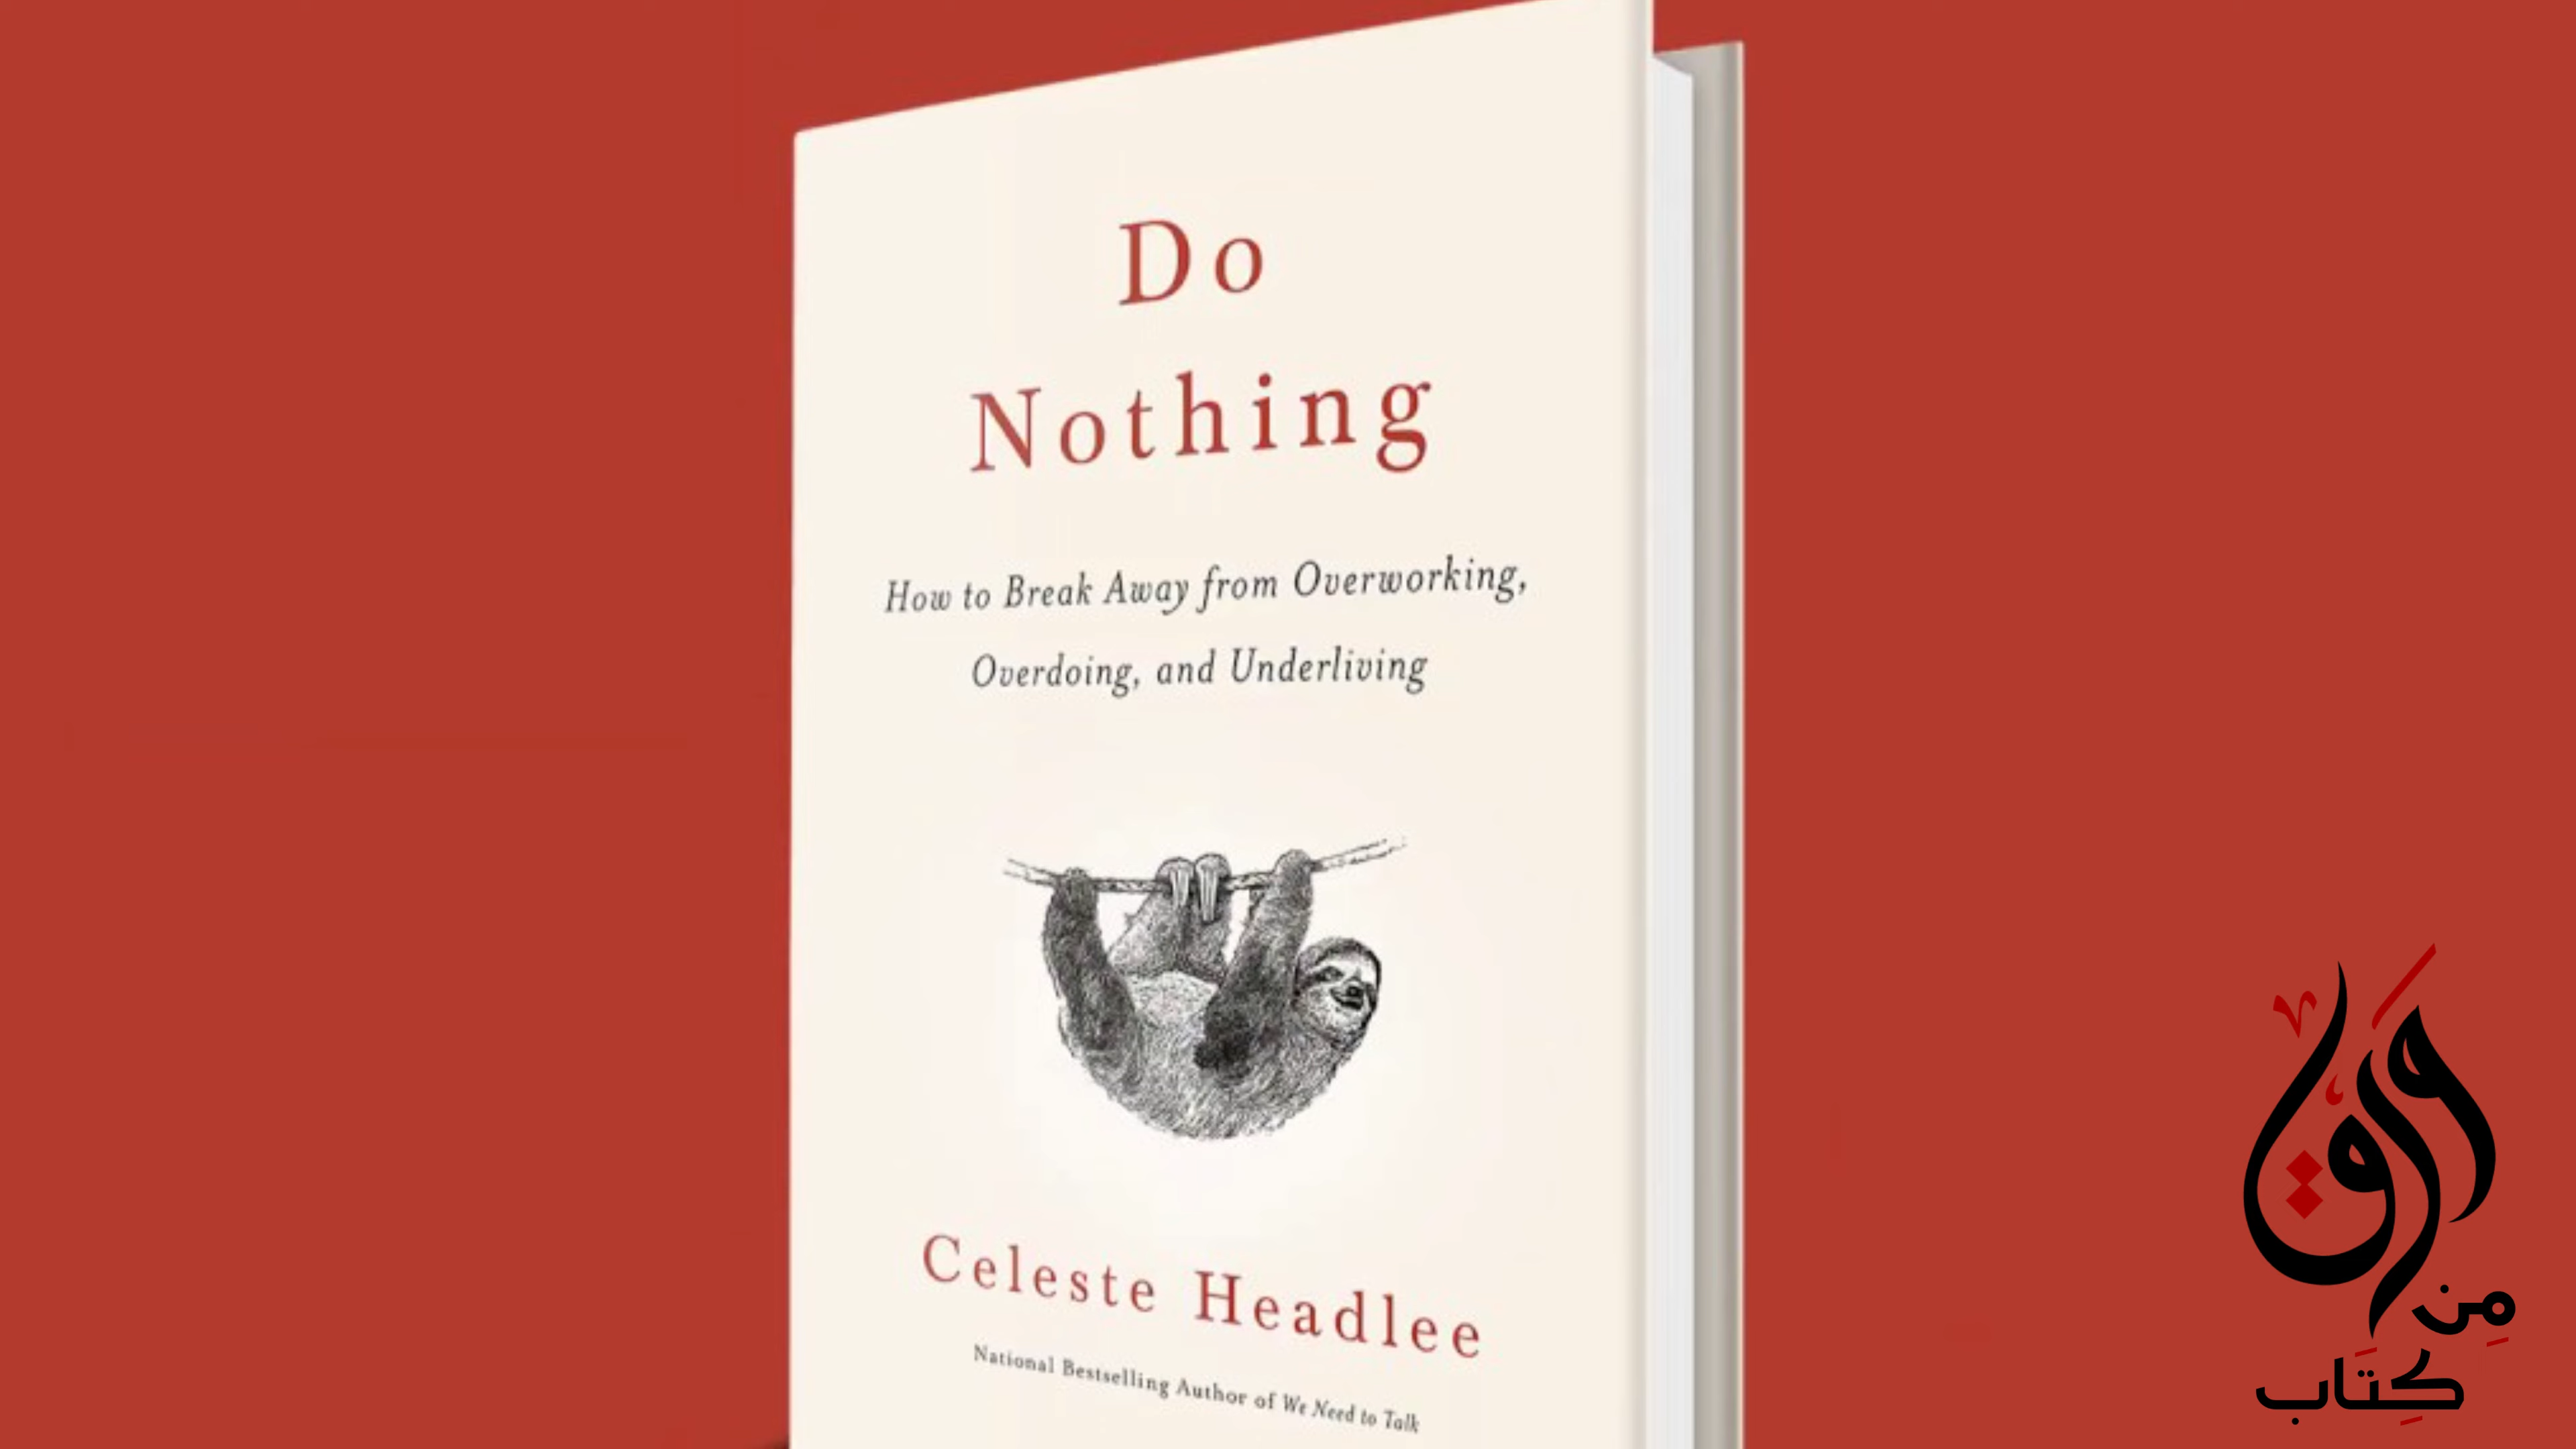 Do
Nothing
How to Break Away from Overworking,
Overdoing, and Underliving
Celeste Headlee
National Bestselling Author of We Need to Talk
ورق
مِن
كِتَاب